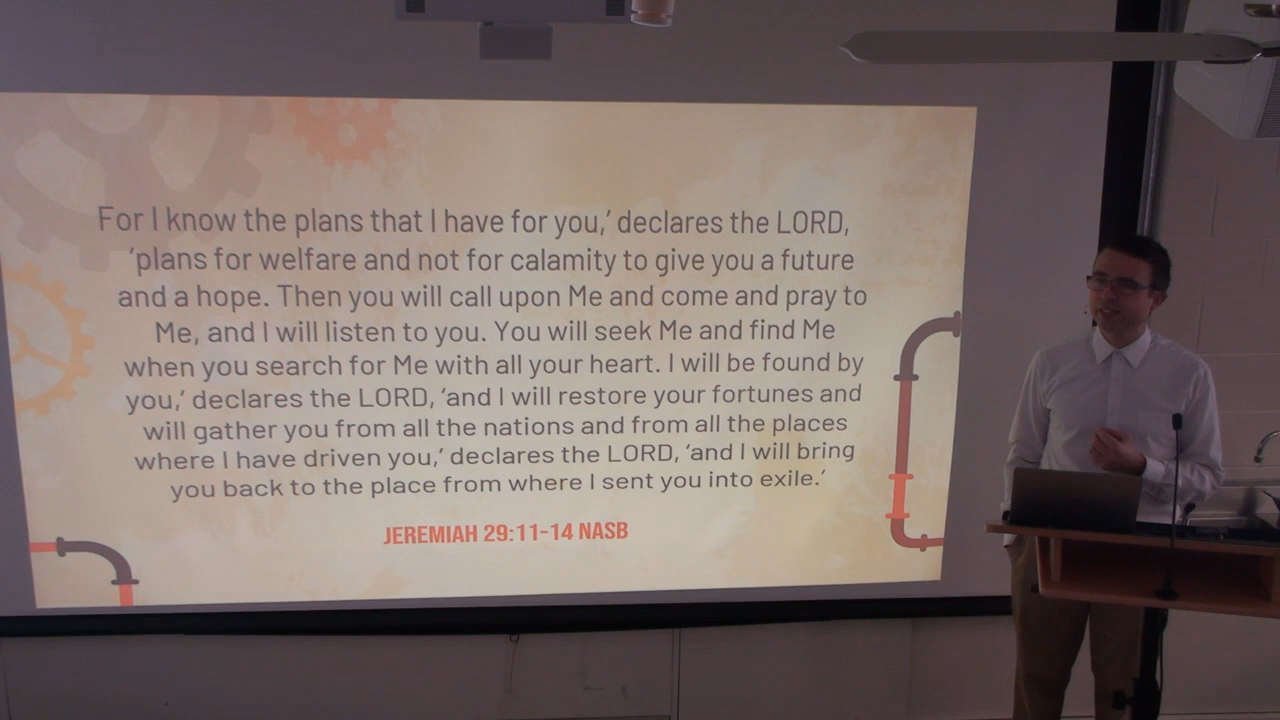 For I know the plans that I have for you,’ declares the LORD,
‘plans for welfare and not for calamity to give you a future
and a hope. Then you will call upon Me and come and pray to
Me, and I will listen to you. You will seek Me and find Me
when you search for Me with all your heart. I will be found by
you,’ declares the LORD, ‘and I will restore your fortunes and
will gather you from all the nations and from all the places
where I have driven you,’ declares the LORD, ‘and I will bring
you back to the place from where I sent you into exile.’
JEREMIAH 29:11-14 NASB